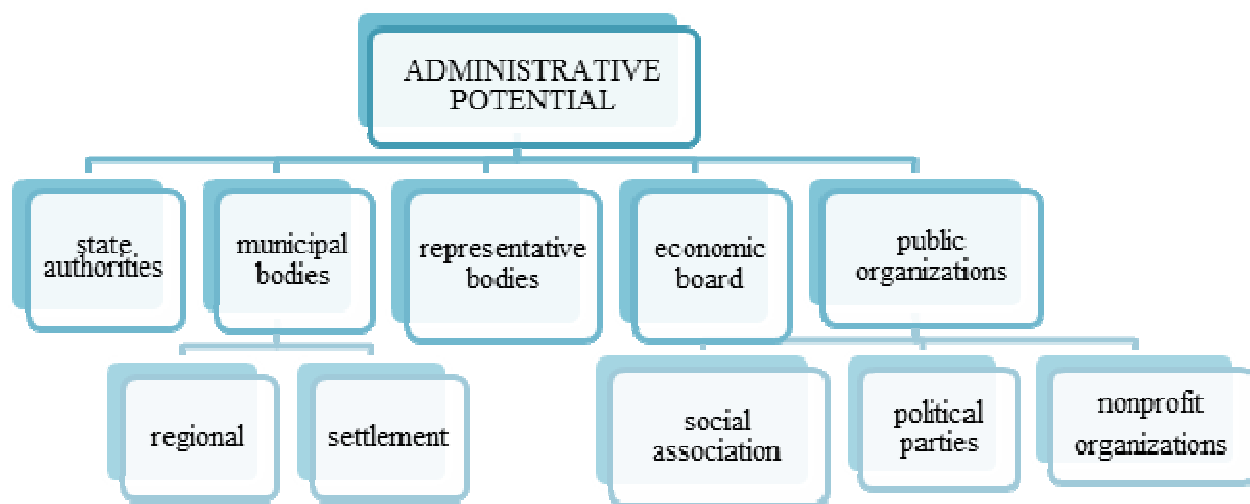 ADMINISTRATIVE
POTENTIAL
state
authorities
municipal
bodies
representative
bodies
economic
board
public
organizations
regional
settlement
social
association
political
parties
nonprofit
organizations